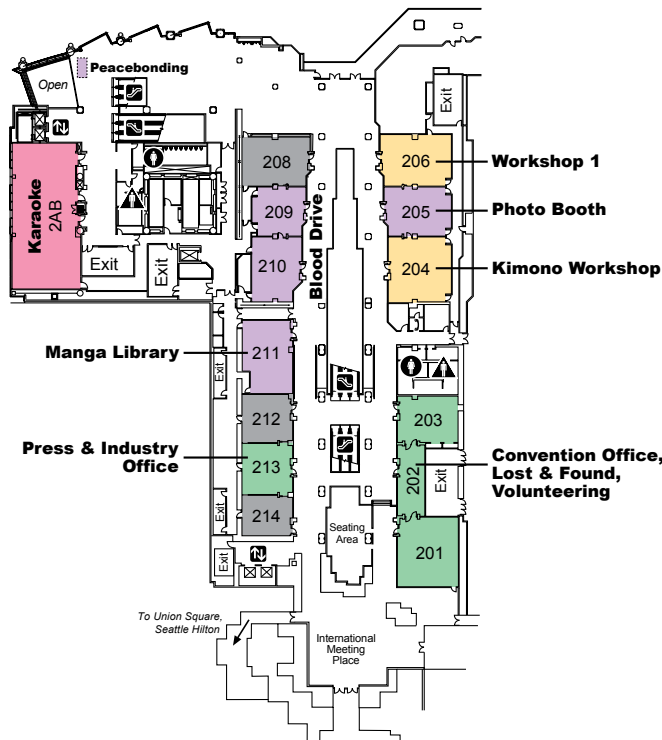 Peacebonding
Open
Exit
208
206
Workshop 1
Karaoke
2AB
209
Blood Drive
205
Photo Booth
Exit
Exit
210
204
Kimono Workshop
Manga Library
211
Exit
212
203
Press & Industry
Office
213
202
Exit
Convention Office,
Lost & Found,
Volunteering
Exit
214
Seating
Area
201
Exit
To Union Square,
Seattle Hilton
International
Meeting
Place